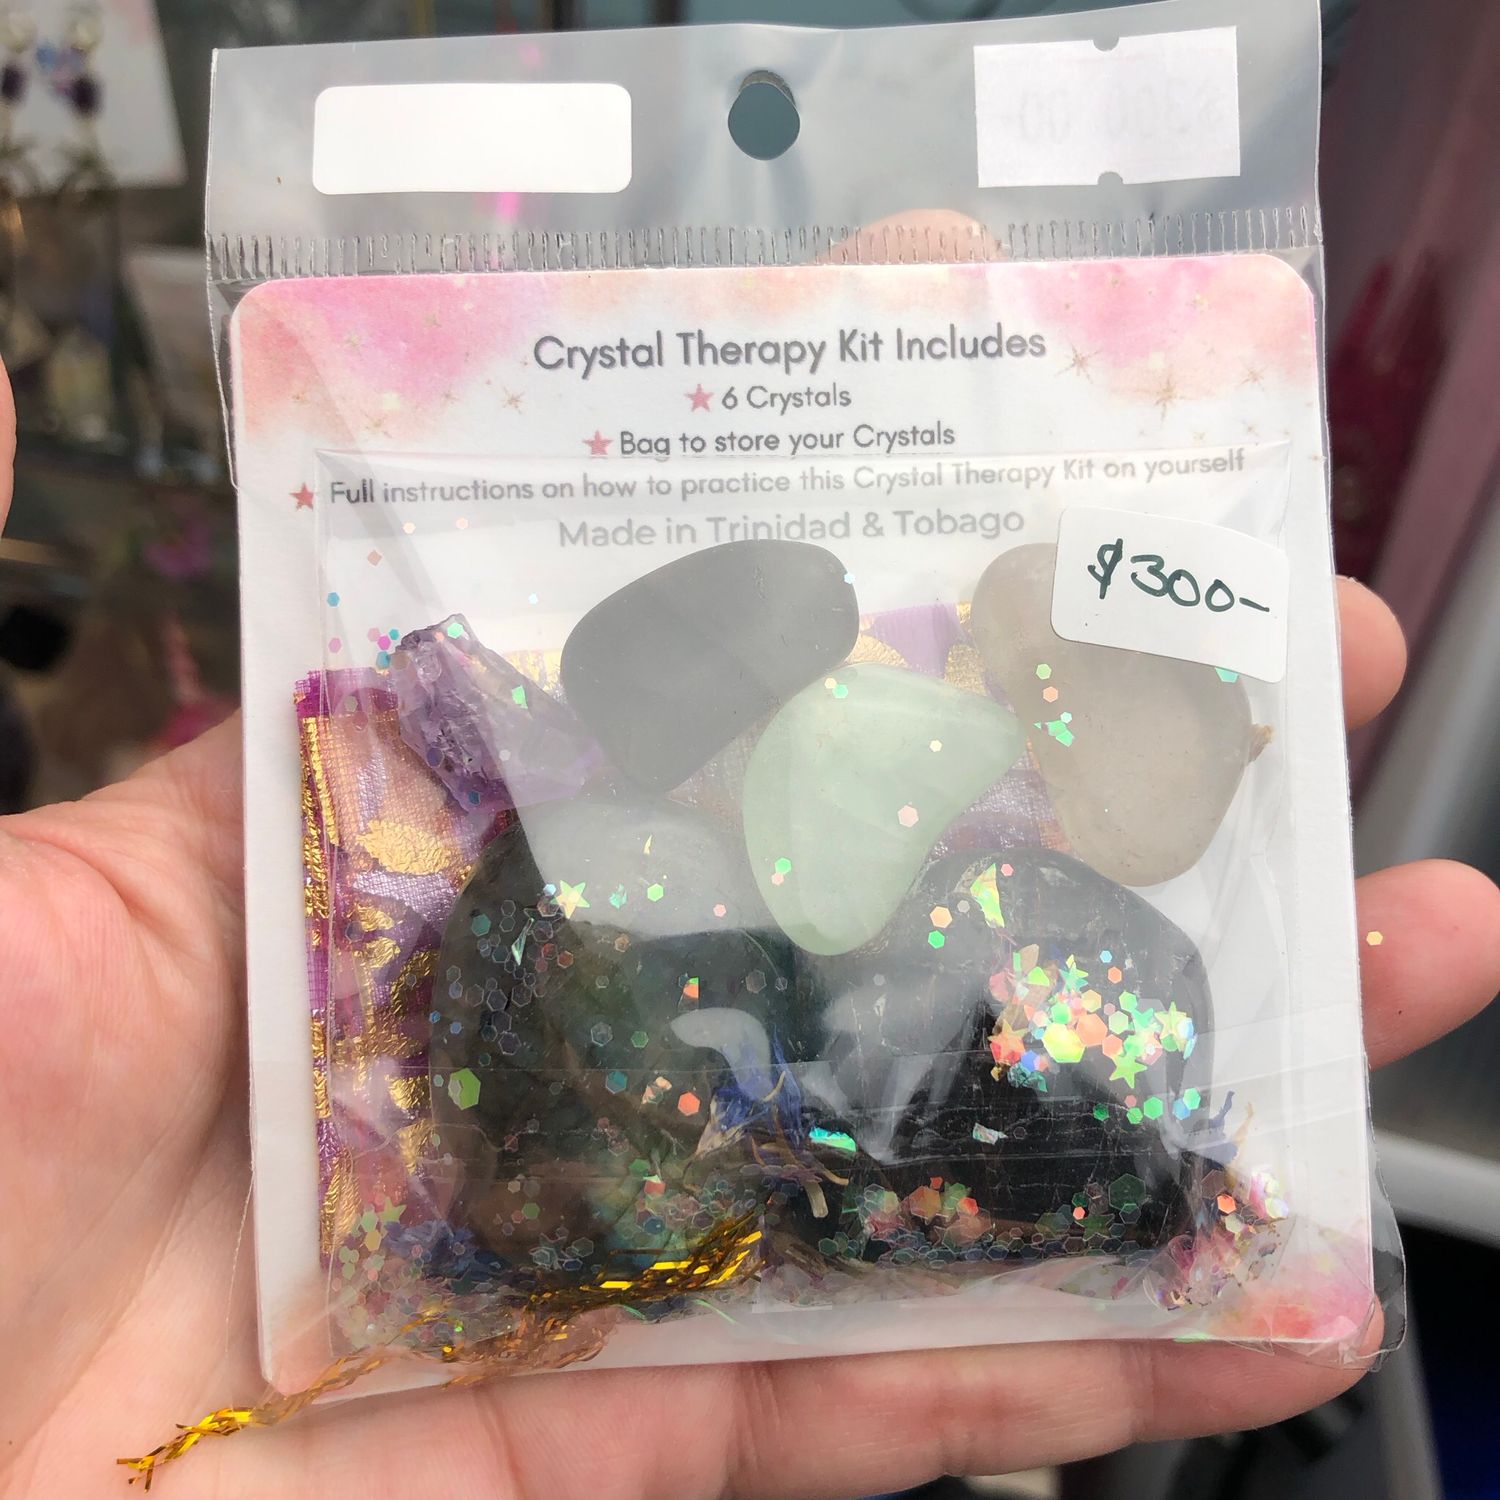 Crystal Therapy Kit Includes
6 Crystals
Bag to store your Crystals
Full instructions on how to practice this Crystal Therapy Kit on yourself
Made in Trinidad & Tobago
$300-